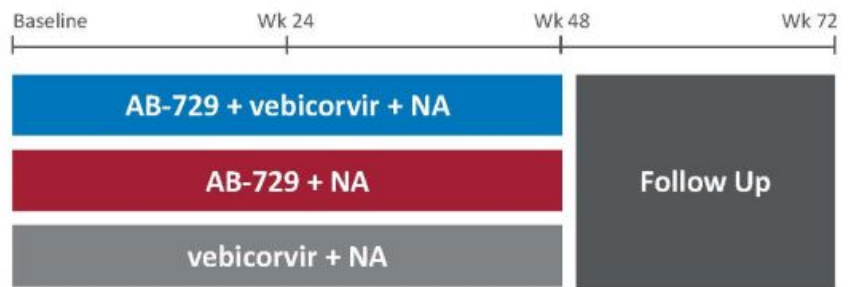 Baseline Wk 24 Wk 48 Wk 72
AB-729 + vebicorvir + NA
AB-729 + NA
Follow Up
vebicorvir + NA